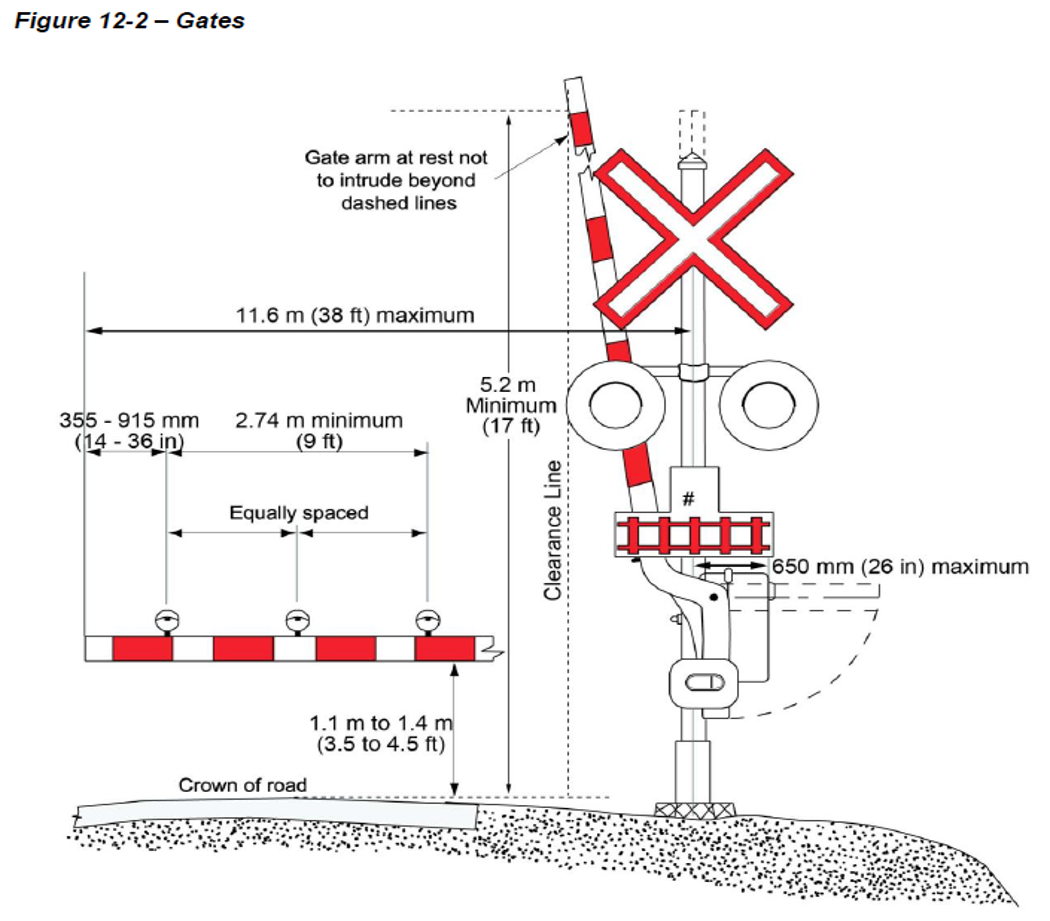 Figure 12-2 – Gates
Gate arm at rest not
to intrude beyond
dashed lines
11.6 m (38 ft) maximum
5.2 m
Minimum
(17 ft)
355 - 915 mm
(14 - 36 in)
2.74 m minimum
(9 ft)
Equally spaced
Clearance Line
#
650 mm (26 in) maximum
1.1 m to 1.4 m
(3.5 to 4.5 ft)
Crown of road